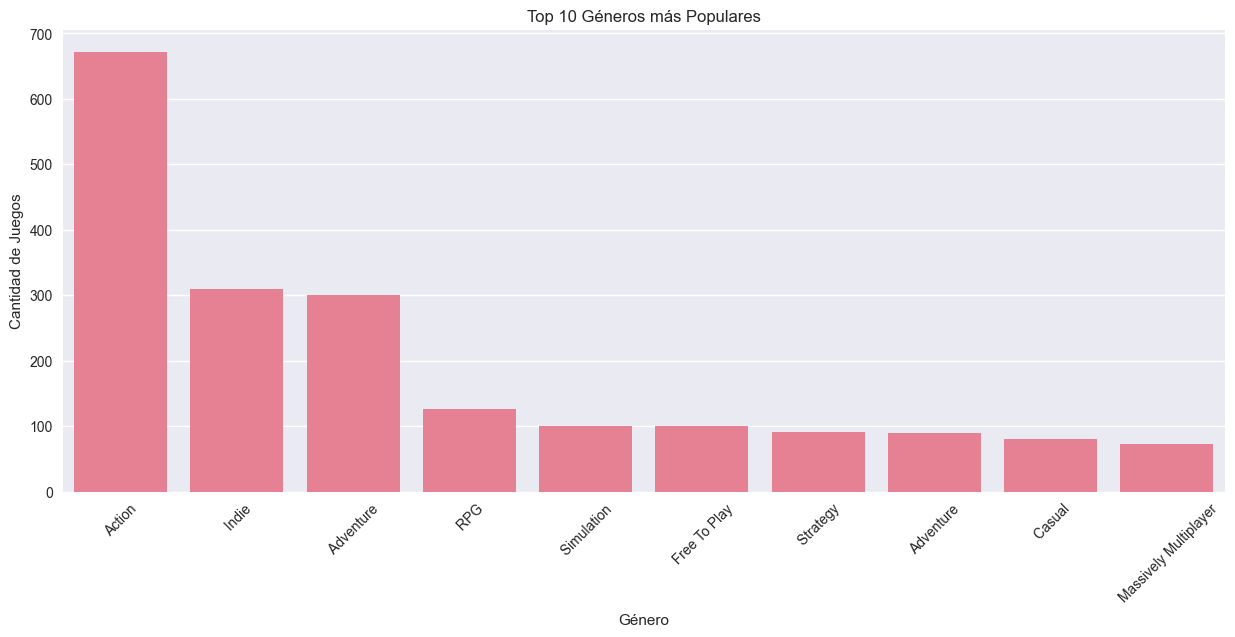 Top 10 Géneros más Populares
Cantidad de Juegos
700
600
500
400
300
200
100
0
Action
Indie
Adventure
RPG
Simulation
Free To Play
Strategy
Adventure
Casual
Massively Multiplayer
Género